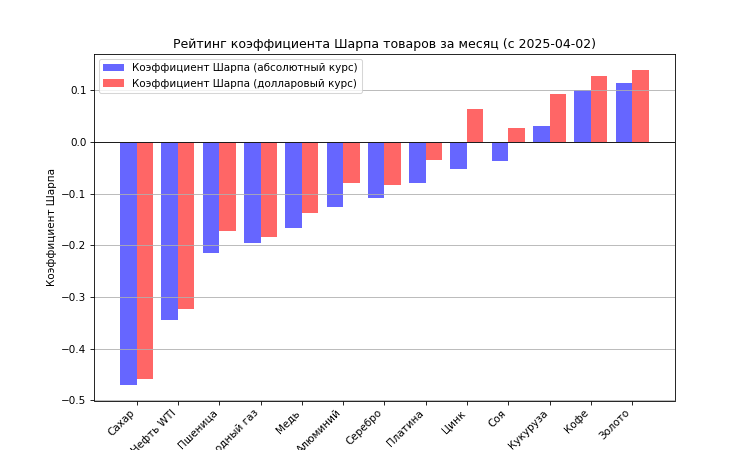 Рейтинг коэффициента Шарпа товаров за месяц (с 2025-04-02)
Коэффициент Шарпа (абсолютный курс)
Коэффициент Шарпа (долларовый курс)
Коэффициент Шарпа
0.1
0.0
−0.1
−0.2
−0.3
−0.4
−0.5
Сахар
Нефть WTI
Пшеница
газ
Медь
Алюминий
Серебро
Платина
Цинк
Соя
Кукуруза
Кофе
Золото